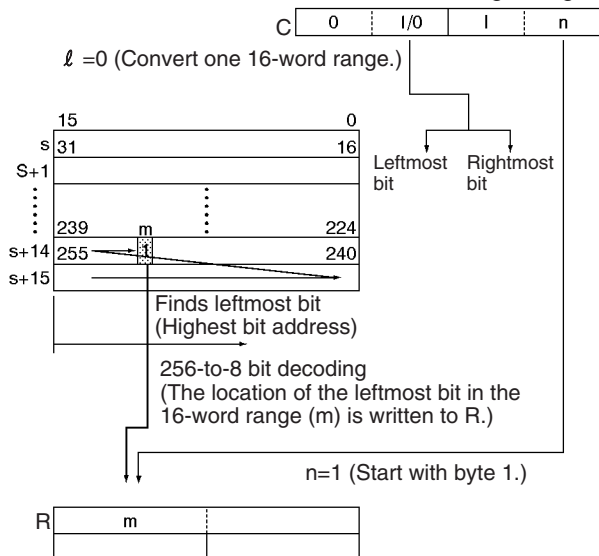 C 0 1/0 l n
ℓ =0 (Convert one 16-word range.)
15 0
s 31 16
S+1
Leftmost bit
Rightmost bit
239 m 224
s+14 255 1 240
s+15
Finds leftmost bit
(Highest bit address)
256-to-8 bit decoding
(The location of the leftmost bit in the
16-word range (m) is written to R.)
n=1 (Start with byte 1.)
R m